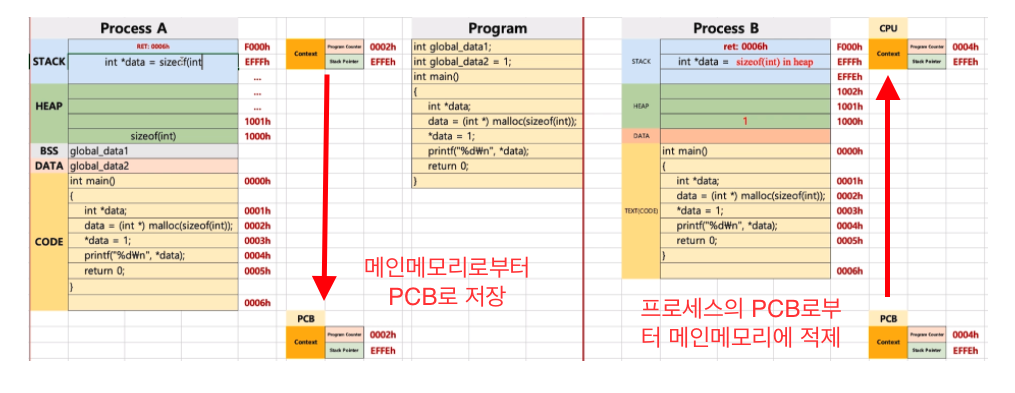 Process A
Program
Process B
CPU
STACK
RET: 0006h
F000h
int *data = sizeof(int
EFFFh
...
HEAP
...
...
1001h
sizeof(int)
1000h
BSS
global_data1
DATA
global_data2
CODE
int main()
0000h
{
int *data;
0001h
data = (int *) malloc(sizeof(int));
0002h
*data = 1;
0003h
printf("%d₩n", *data);
0004h
return 0;
0005h
}
0006h
Context
Program Counter
0002h
Stack Pointer
EFFEh
메인메모리로부터
PCB로 저장
PCB
Context
Program Counter
0002h
Stack Pointer
EFFEh
int global_data1;
int global_data2 = 1;
int main()
{
int *data;
data = (int *) malloc(sizeof(int));
*data = 1;
printf("%d₩n", *data);
return 0;
}
STACK
ret: 0006h
F000h
int *data = sizeof(int) in heap
EFFFh
EFFEh
HEAP
1002h
1001h
1
1000h
DATA
TEXT(CODE)
int main()
0000h
{
int *data;
0001h
data = (int *) malloc(sizeof(int));
0002h
*data = 1;
0003h
printf("%d₩n", *data);
0004h
return 0;
0005h
}
0006h
Context
Program Counter
0004h
Stack Pointer
EFFEh
프로세스의 PCB로부
터 메인메모리에 적제
PCB
Context
Program Counter
0004h
Stack Pointer
EFFEh